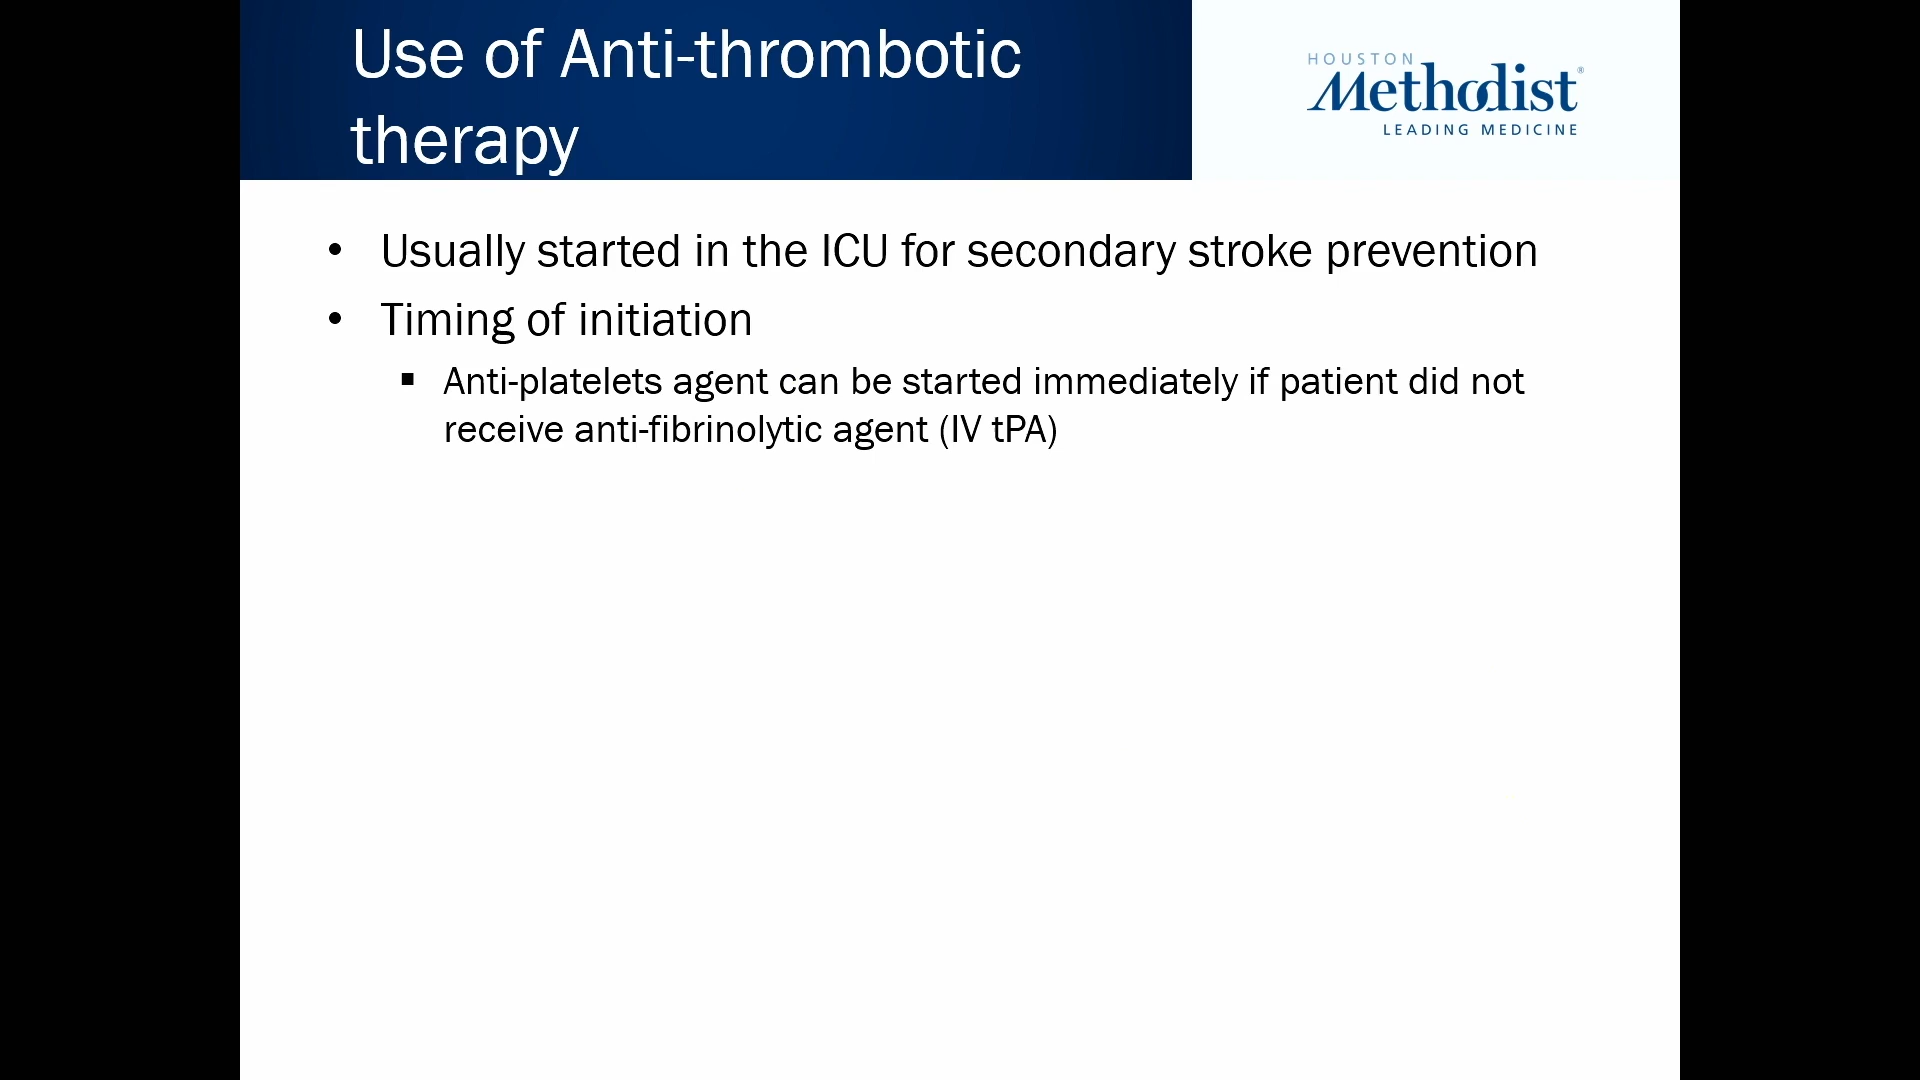 Use of Anti-thrombotic
therapy
HOUSTON
Methodist®
LEADING MEDICINE
• Usually started in the ICU for secondary stroke prevention
• Timing of initiation
▪ Anti-platelets agent can be started immediately if patient did not
receive anti-fibrinolytic agent (IV tPA)